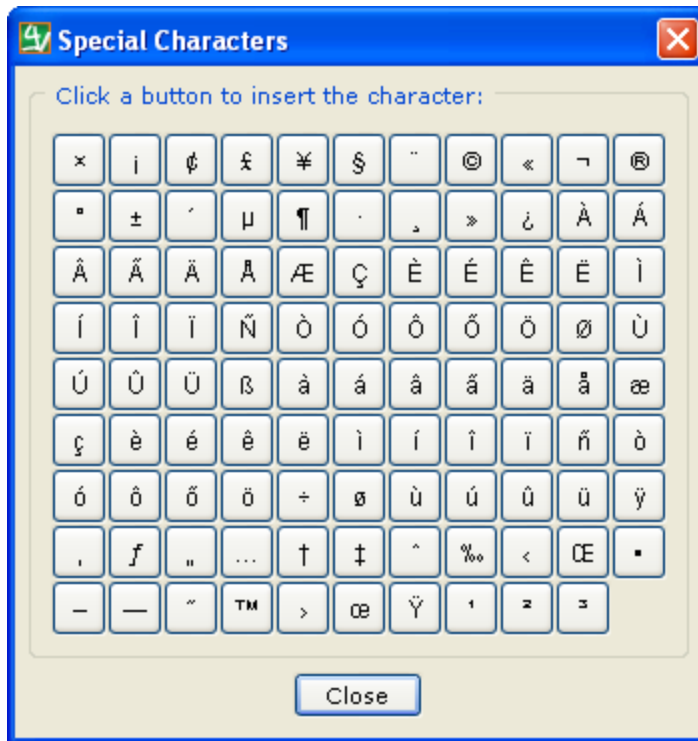 Special Characters
Click a button to insert the character:
× ¡ ¢ £ ¥ § ¨ © « ¬ ®
° ± ´ µ ¶ · ¸ » ¿ À Á
Â Ã Ä Å Æ Ç È É Ê Ë Ì
Í Î Ï Ñ Ò Ó Ô Õ Ö Ø Ù
Ú Û Ü ß à á â ã ä å æ
ç è é ê ë ì í î ï ñ ò
ó ô õ ö ÷ ø ù ú û ü ÿ
‚ ƒ „ … † ‡ ˆ ‰ ‹ Œ •
– — ˜ ™ › œ Ÿ ¹ ² ³
Close